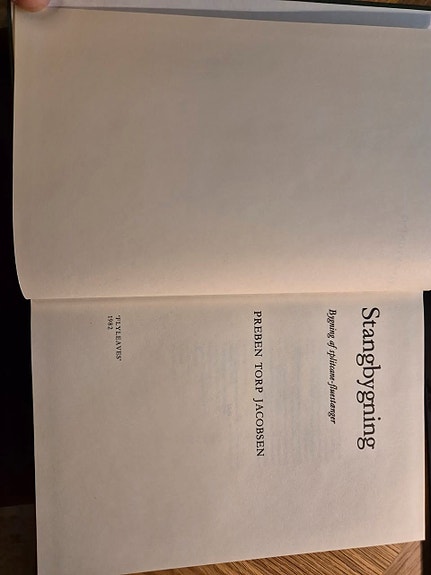 Stangbygning
Bygning af splitcane-fluestænger
PREBEN TORP JACOBSEN
'FLYLEAVES'
1982